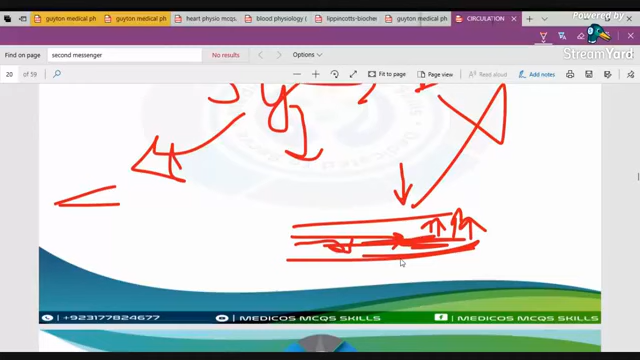 Powered by
guyton medical ph
guyton medical ph
heart physio mcqs.
blood physiology (
lippincotts-bioche
guyton medical ph
CIRCULATION
StreamYard
Find on page
second messenger
No results
Options
20
of 59
Fit to page
Page view
Read aloud
Add notes
+923177824677
MEDICOS MCQS SKILLS
MEDICOS MCQS SKILLS